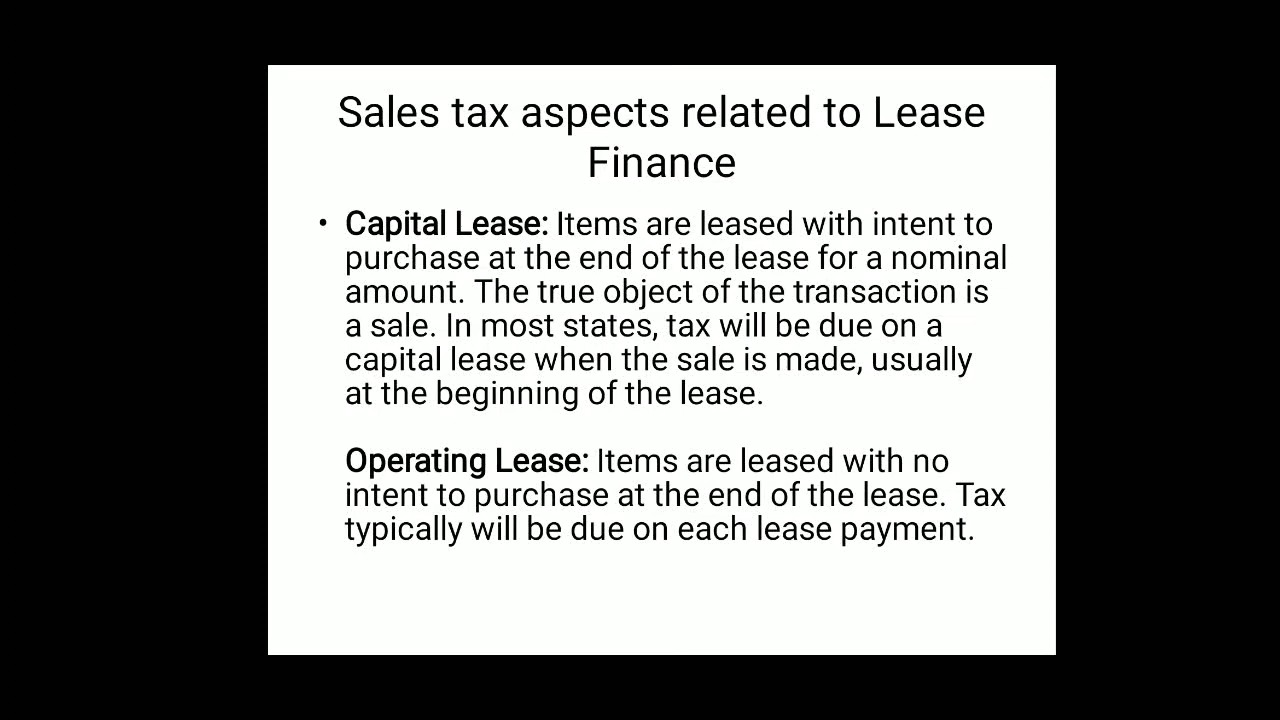 Sales tax aspects related to Lease
Finance
• Capital Lease: Items are leased with intent to
purchase at the end of the lease for a nominal
amount. The true object of the transaction is
a sale. In most states, tax will be due on a
capital lease when the sale is made, usually
at the beginning of the lease.
Operating Lease: Items are leased with no
intent to purchase at the end of the lease. Tax
typically will be due on each lease payment.